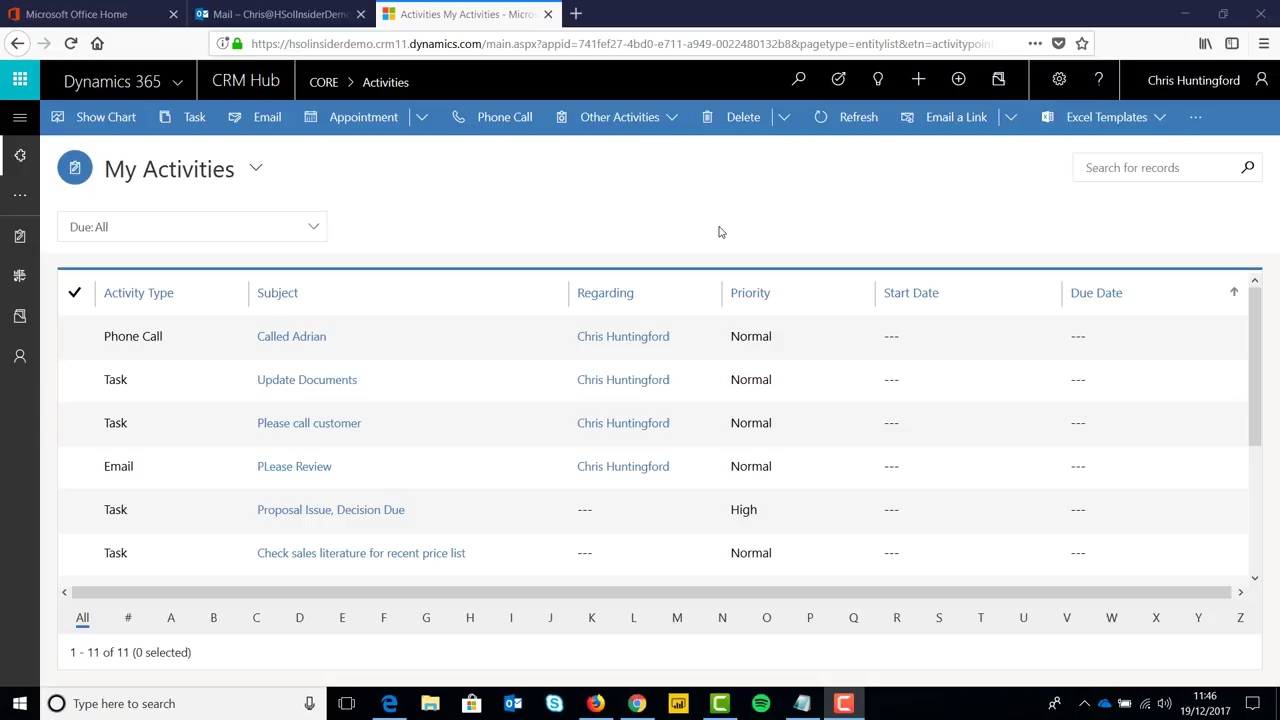 Microsoft Office Home
Mail – Chris@HSolInsiderDemo
Activities My Activities - Micros
https://hsolinsiderdemo.crm11.dynamics.com/main.aspx?appid=741fef27-4bd0-e711-a949-0022480132b8&pagetype=entitylist&etn=activitypoin
Dynamics 365
CRM Hub
CORE > Activities
Chris Huntingford
Show Chart
Task
Email
Appointment
Phone Call
Other Activities
Delete
Refresh
Email a Link
Excel Templates
My Activities
Search for records
Due: All
Activity Type Subject Regarding Priority Start Date Due Date
Phone Call Called Adrian Chris Huntingford Normal --- ---
Task Update Documents Chris Huntingford Normal --- ---
Task Please call customer Chris Huntingford Normal --- ---
Email PLease Review Chris Huntingford Normal --- ---
Task Proposal Issue, Decision Due --- High --- ---
Task Check sales literature for recent price list --- Normal --- ---
All # A B C D E F G H I J K L M N O P Q R S T U V W X Y Z
1 - 11 of 11 (0 selected)
Type here to search
11:46
19/12/2017